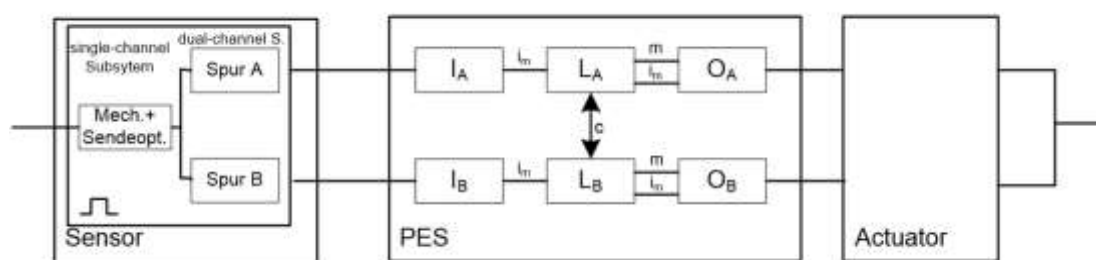 single-channel
Subsytem
dual-channel S.
Spur A
Mech.+
Sendeopt.
Spur B
Sensor
I_A
i_m
L_A
m
i_m
O_A
c
I_B
i_m
L_B
m
i_m
O_B
PES
Actuator